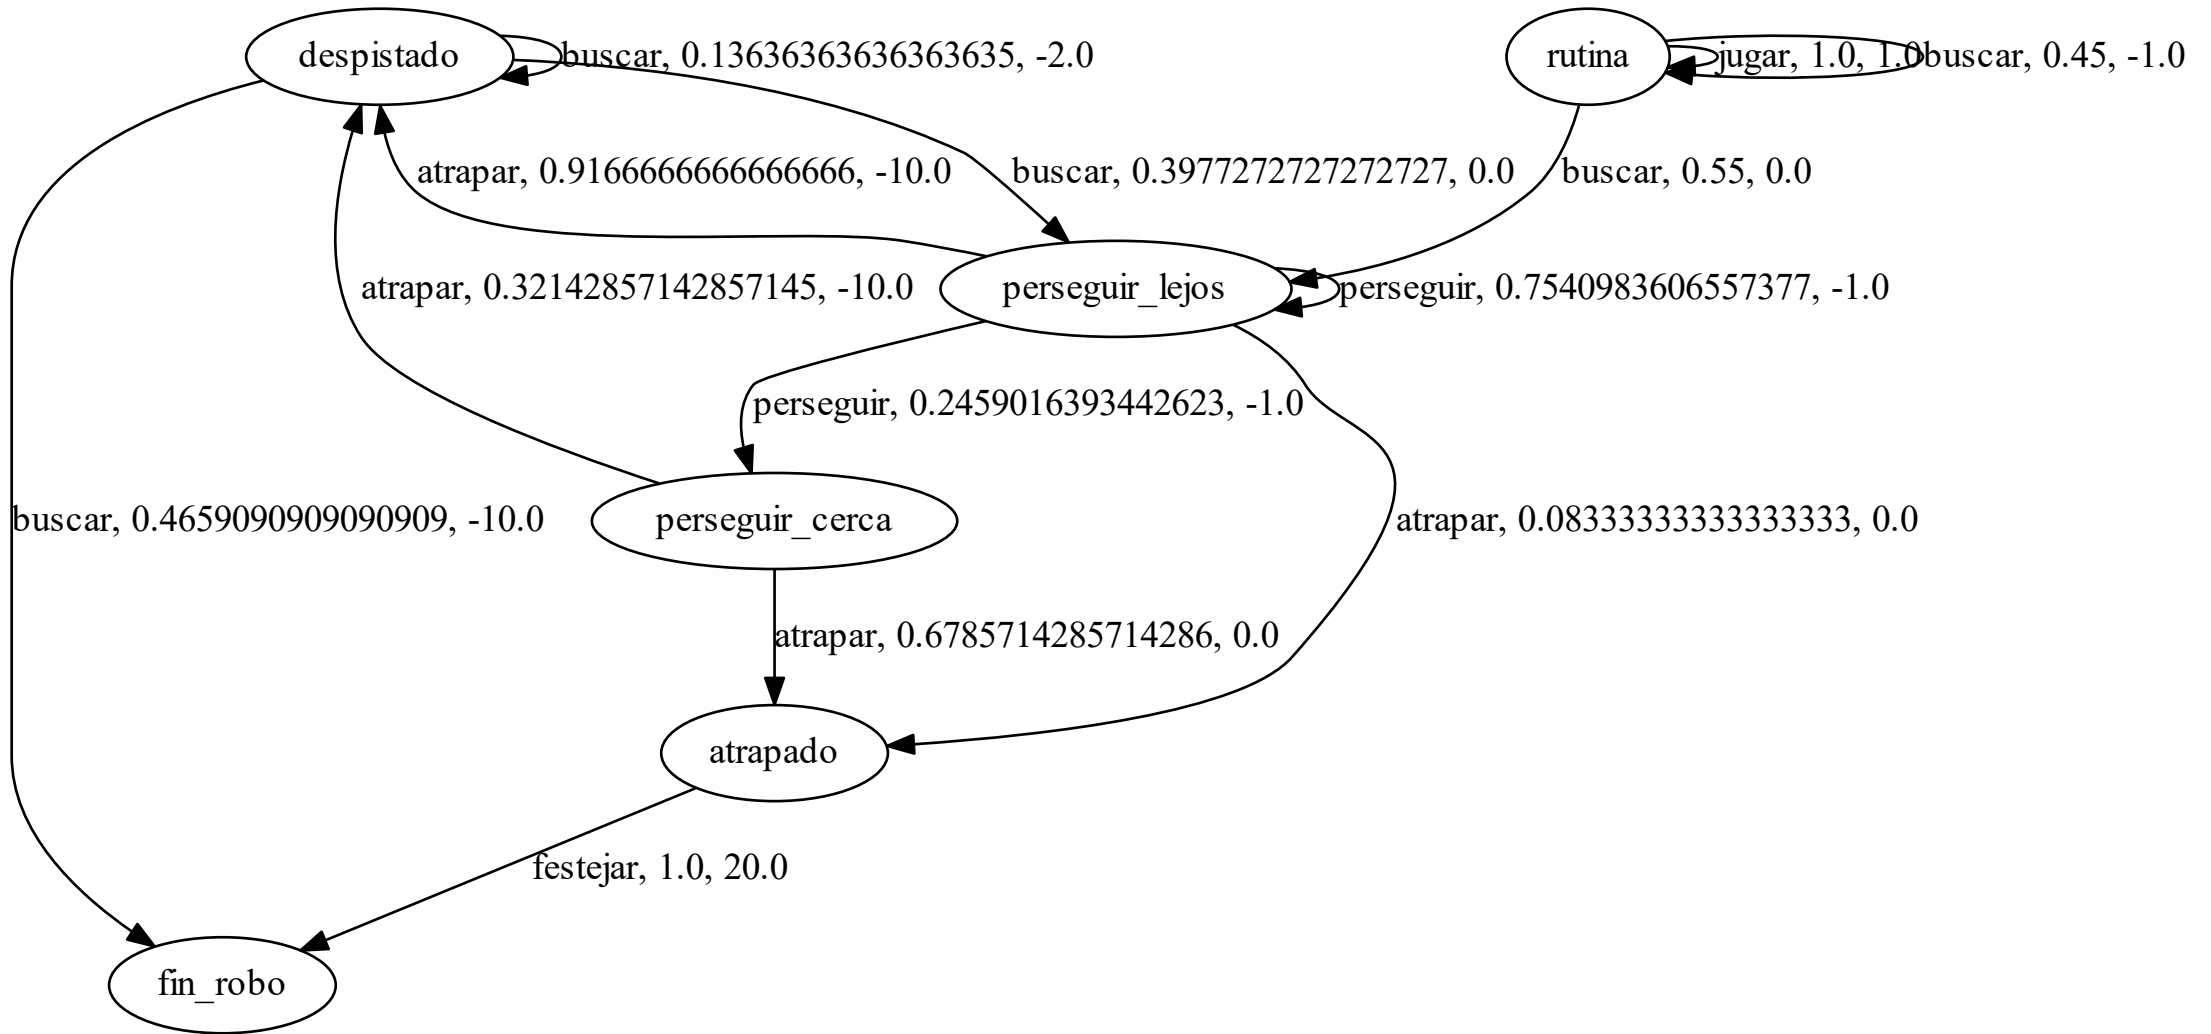 despistado
buscar, 0.13636363636363635, -2.0
rutina
jugar, 1.0, 1.0
buscar, 0.45, -1.0
atrapar, 0.9166666666666666, -10.0
buscar, 0.3977272727272727, 0.0
buscar, 0.55, 0.0
atrapar, 0.32142857142857145, -10.0
perseguir_lejos
perseguir, 0.7540983606557377, -1.0
perseguir, 0.2459016393442623, -1.0
buscar, 0.4659090909090909, -10.0
perseguir_cerca
atrapar, 0.08333333333333333, 0.0
atrapar, 0.6785714285714286, 0.0
atrapado
festejar, 1.0, 20.0
fin_robo